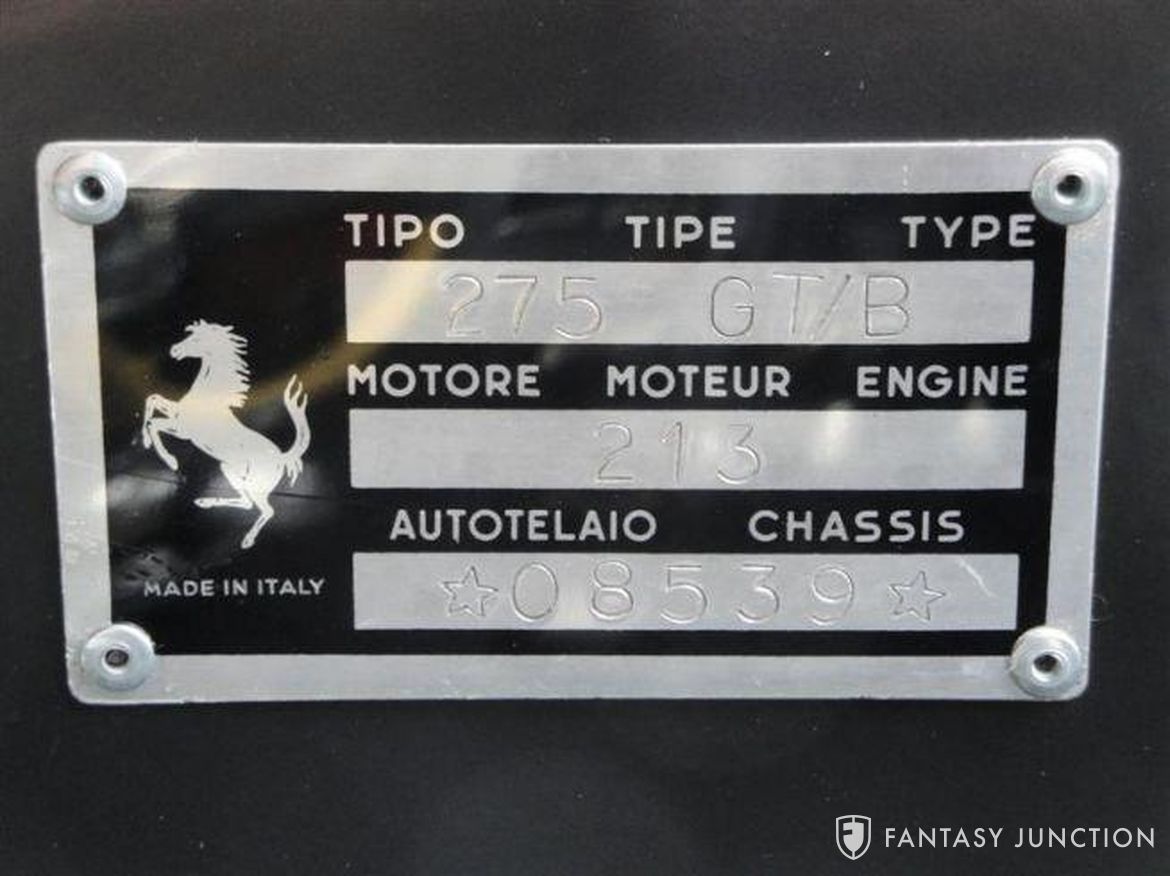 TIPO TIPE TYPE
275 GT/B
MOTORE MOTEUR ENGINE
213
AUTOTELAIO CHASSIS
☆08539☆
MADE IN ITALY
FANTASY JUNCTION